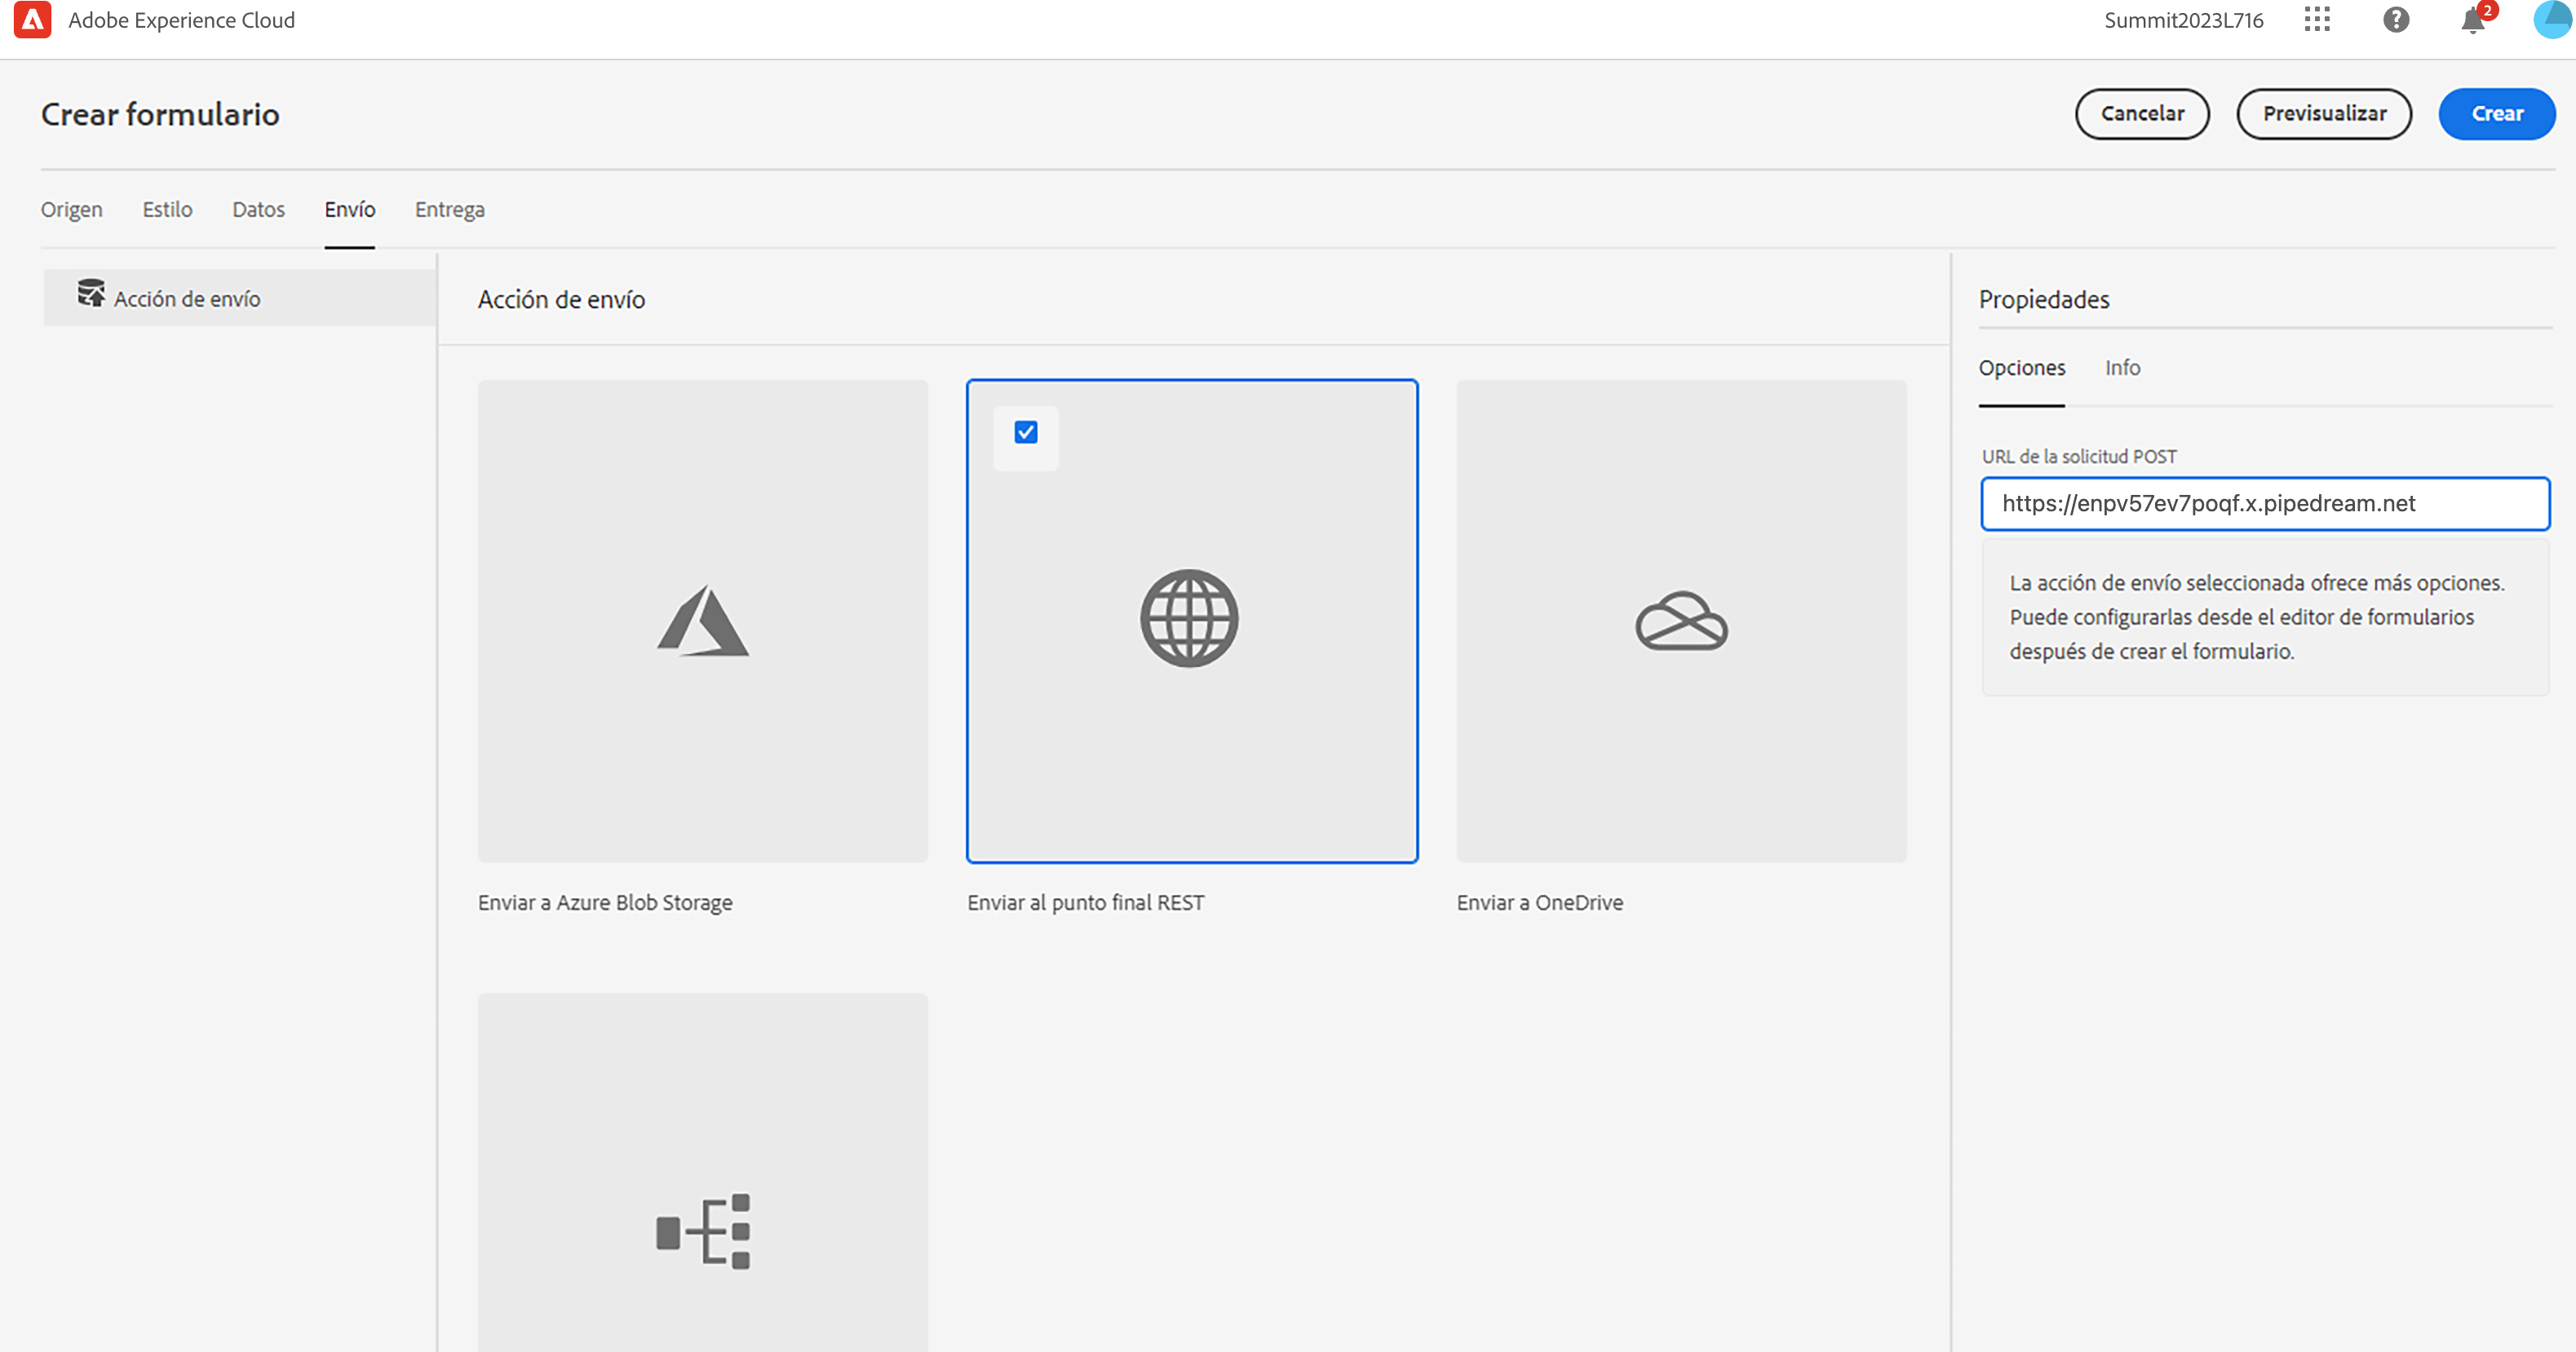 Adobe Experience Cloud
Summit2023L716
2
Crear formulario
Cancelar
Previsualizar
Crear
Origen
Estilo
Datos
Envío
Entrega
Acción de envío
Acción de envío
Enviar a Azure Blob Storage
Enviar al punto final REST
Enviar a OneDrive
Propiedades
Opciones
Info
URL de la solicitud POST
https://enpv57ev7poqf.x.pipedream.net
La acción de envío seleccionada ofrece más opciones.
Puede configurarlas desde el editor de formularios
después de crear el formulario.